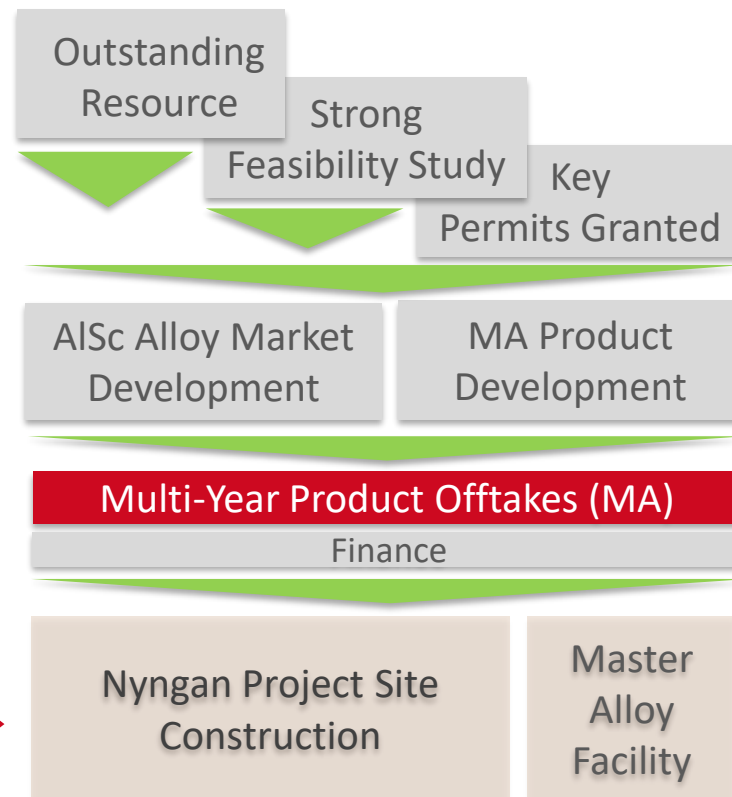 Outstanding
Resource
Strong
Feasibility Study
Key
Permits Granted
AlSc Alloy Market
Development
MA Product
Development
Multi-Year Product Offtakes (MA)
Finance
Nyngan Project Site
Construction
Master
Alloy
Facility